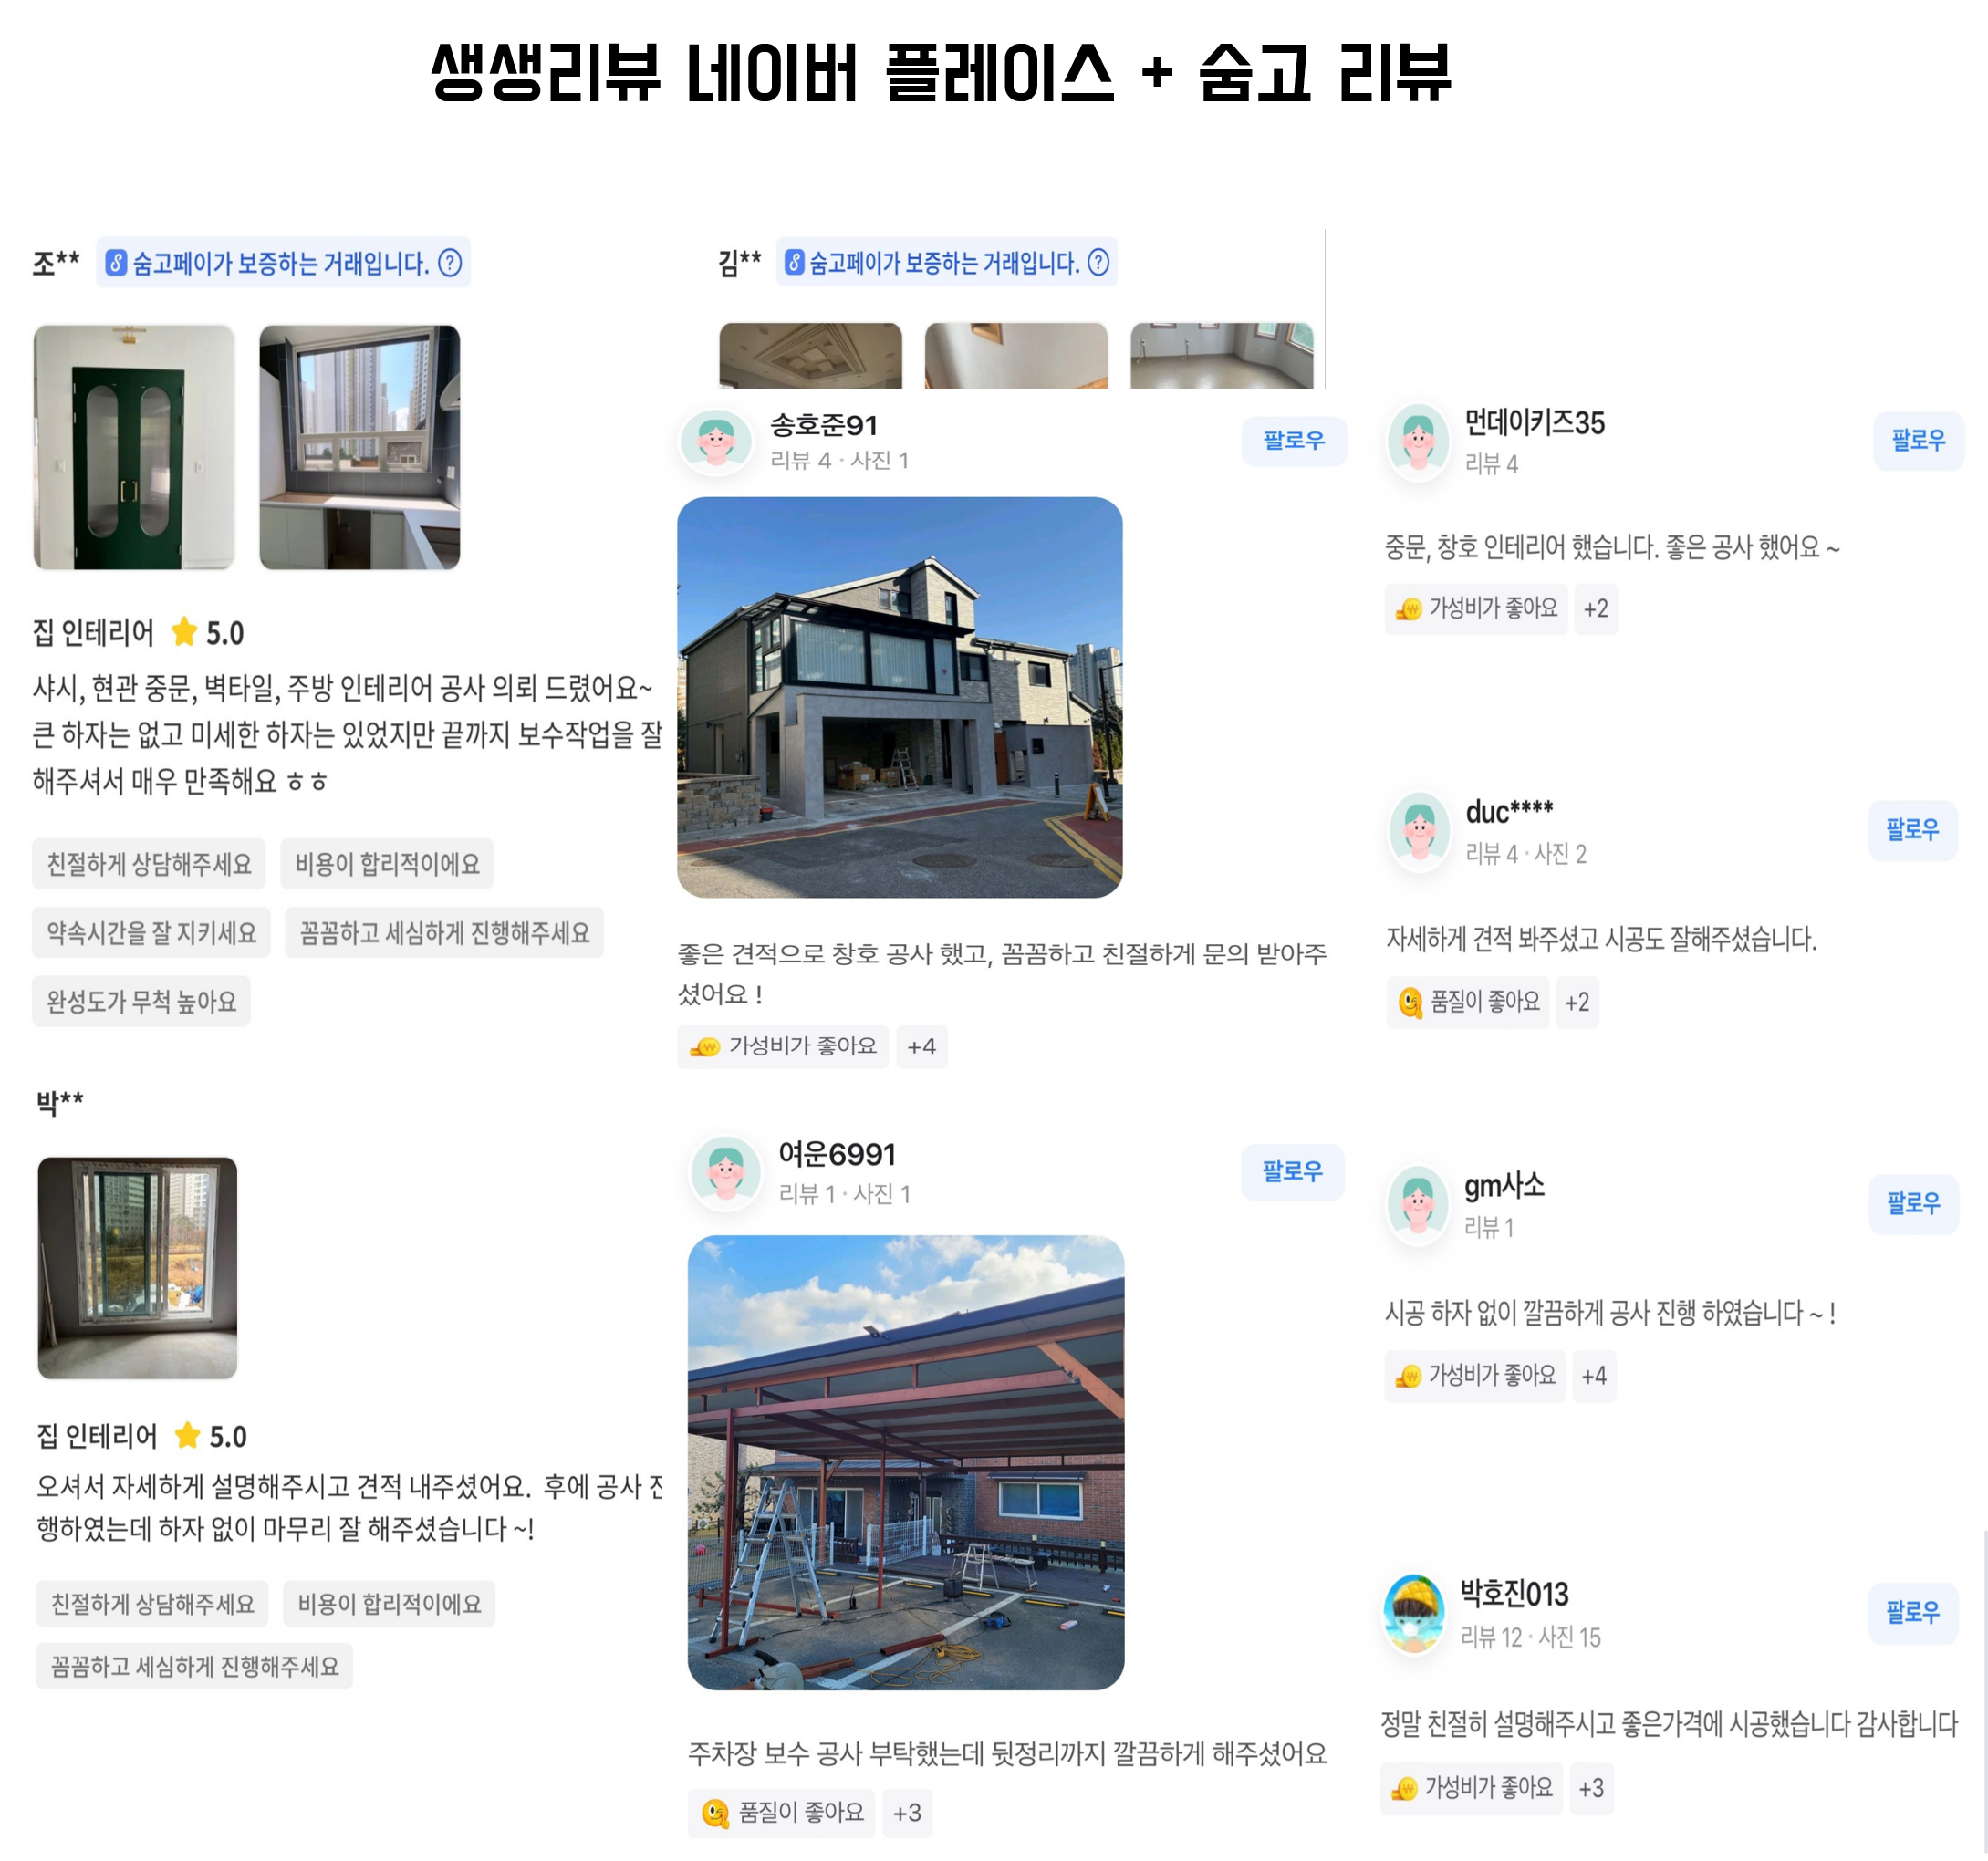 생생리뷰 네이버 플레이스 + 숨고 리뷰
조** 숨고페이가 보증하는 거래입니다. ?
집 인테리어 5.0
샤시, 현관 중문, 벽타일, 주방 인테리어 공사 의뢰 드렸어요~
큰 하자는 없고 미세한 하자는 있었지만 끝까지 보수작업을 잘
해주셔서 매우 만족해요 ㅎㅎ
친절하게 상담해주세요 비용이 합리적이에요
약속시간을 잘 지키세요 꼼꼼하고 세심하게 진행해주세요
완성도가 무척 높아요
박**
집 인테리어 5.0
오셔서 자세하게 설명해주시고 견적 내주셨어요. 후에 공사 진
행하였는데 하자 없이 마무리 잘 해주셨습니다 ~!
친절하게 상담해주세요 비용이 합리적이에요
꼼꼼하고 세심하게 진행해주세요
김** 숨고페이가 보증하는 거래입니다. ?
송호준91
리뷰 4 · 사진 1
팔로우
좋은 견적으로 창호 공사 했고, 꼼꼼하고 친절하게 문의 받아주
셨어요 !
가성비가 좋아요 +4
여운6991
리뷰 1 · 사진 1
팔로우
주차장 보수 공사 부탁했는데 뒷정리까지 깔끔하게 해주셨어요
품질이 좋아요 +3
먼데이키즈35
리뷰 4
팔로우
중문, 창호 인테리어 했습니다. 좋은 공사 했어요 ~
가성비가 좋아요 +2
duc****
리뷰 4 · 사진 2
팔로우
자세하게 견적 봐주셨고 시공도 잘해주셨습니다.
품질이 좋아요 +2
gm사소
리뷰 1
팔로우
시공 하자 없이 깔끔하게 공사 진행 하였습니다 ~ !
가성비가 좋아요 +4
박호진013
리뷰 12 · 사진 15
팔로우
정말 친절히 설명해주시고 좋은가격에 시공했습니다 감사합니다
가성비가 좋아요 +3